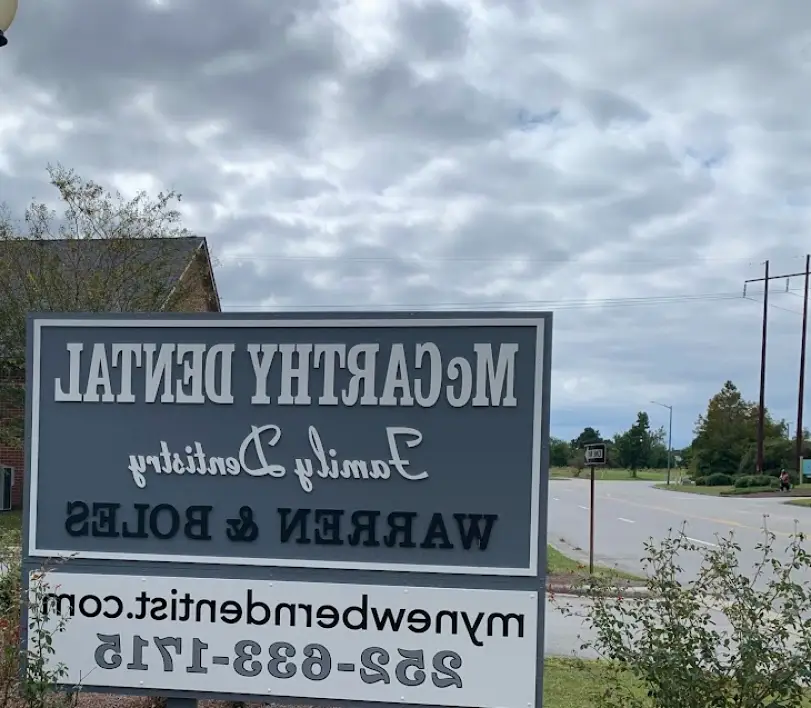 McCARTHY DENTAL
Family Dentistry
WARREN & BOLES
mynewberndentist.com
252-633-1715